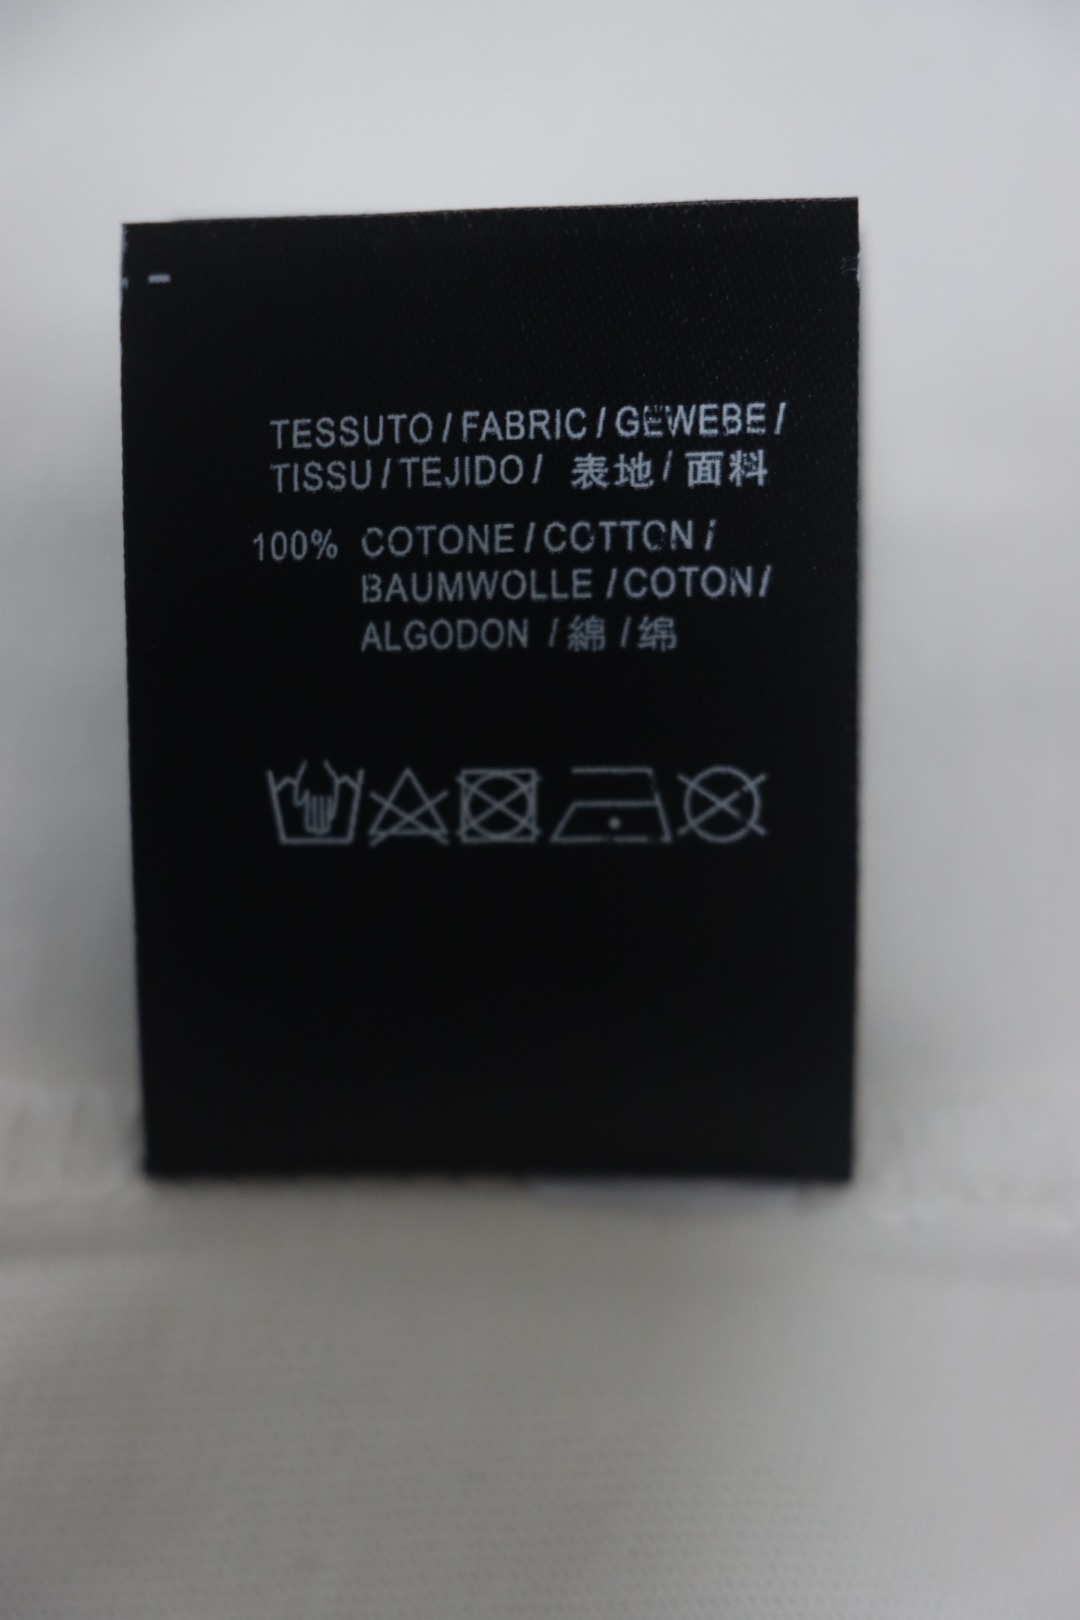 TESSUTO / FABRIC / GEWEBE /
TISSU / TEJIDO / 表地 / 面料
100% COTONE / COTTON /
BAUMWOLLE / COTON /
ALGODON / 綿 / 绵